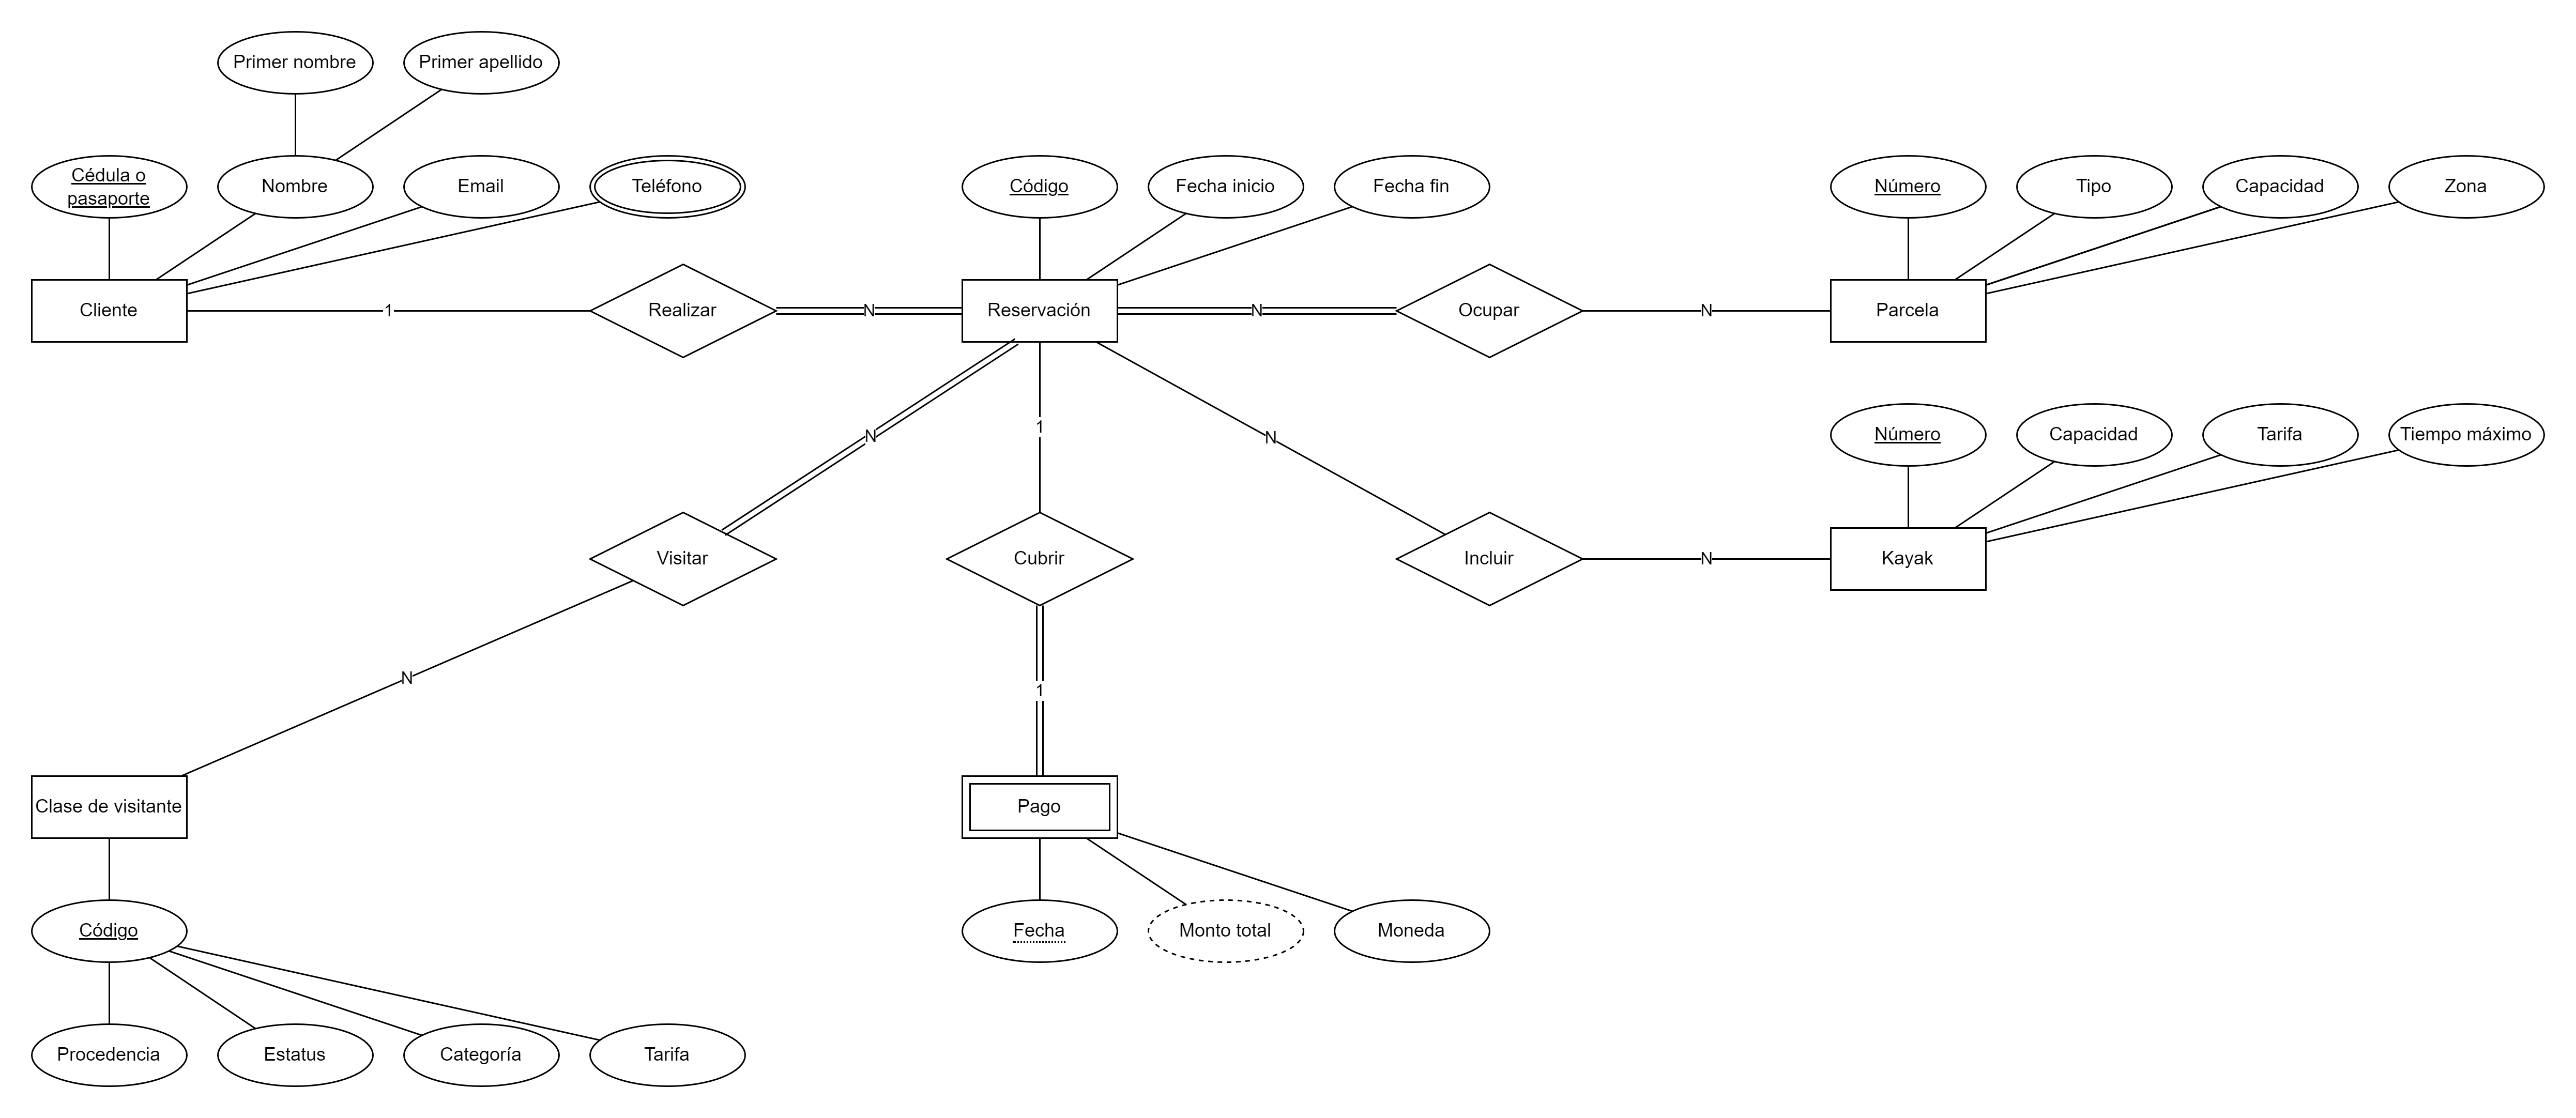 Primer nombre
Primer apellido
Cédula o
pasaporte
Nombre
Email
Teléfono
Código
Fecha inicio
Fecha fin
Número
Tipo
Capacidad
Zona
Cliente
1
Realizar
N
Reservación
N
Ocupar
N
Parcela
N
1
N
Número
Capacidad
Tarifa
Tiempo máximo
Visitar
Cubrir
Incluir
N
Kayak
N
1
Clase de visitante
Pago
Código
Fecha
Monto total
Moneda
Procedencia
Estatus
Categoría
Tarifa